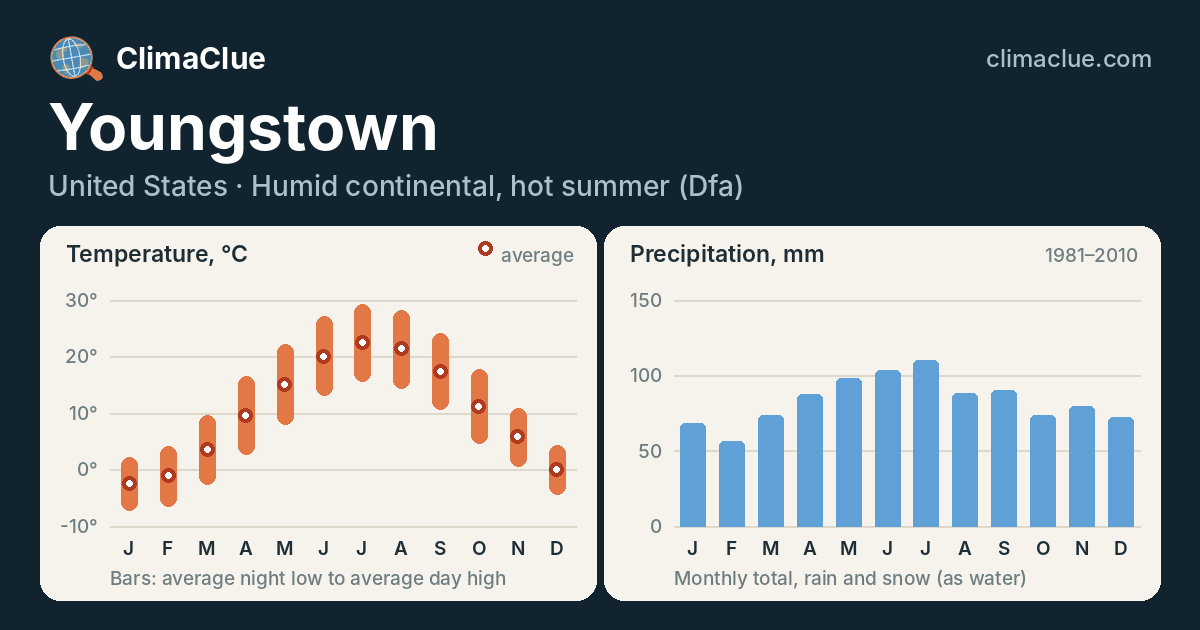 ClimaClue
climaclue.com
Youngstown
United States · Humid continental, hot summer (Dfa)
Temperature, °C
average
30°
20°
10°
0°
-10°
J F M A M J J A S O N D
Bars: average night low to average day high
Precipitation, mm
1981–2010
150
100
50
0
J F M A M J J A S O N D
Monthly total, rain and snow (as water)